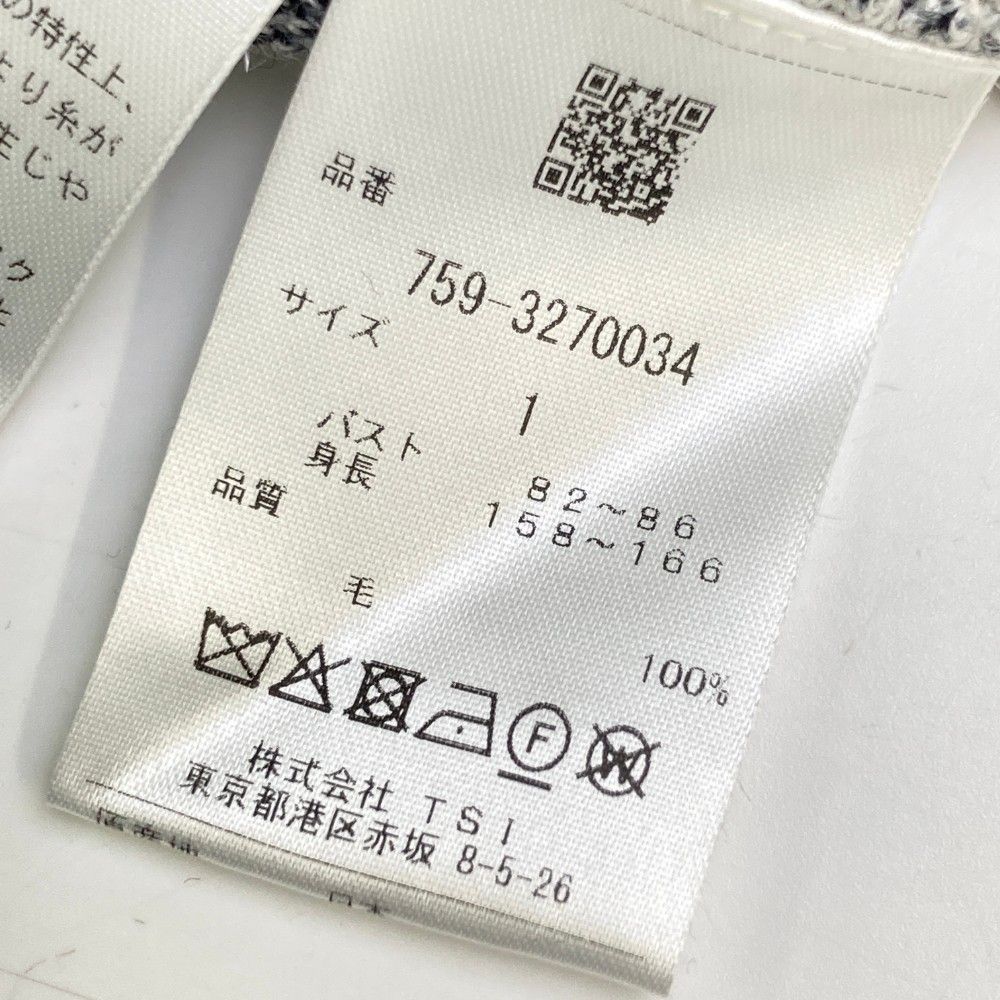 の特性上、
より糸が
生じや
品番
759-3270034
サイズ
1
バスト 82~86
身長 158~166
品質
毛 100%
株式会社 TSI
東京都港区赤坂 8-5-26